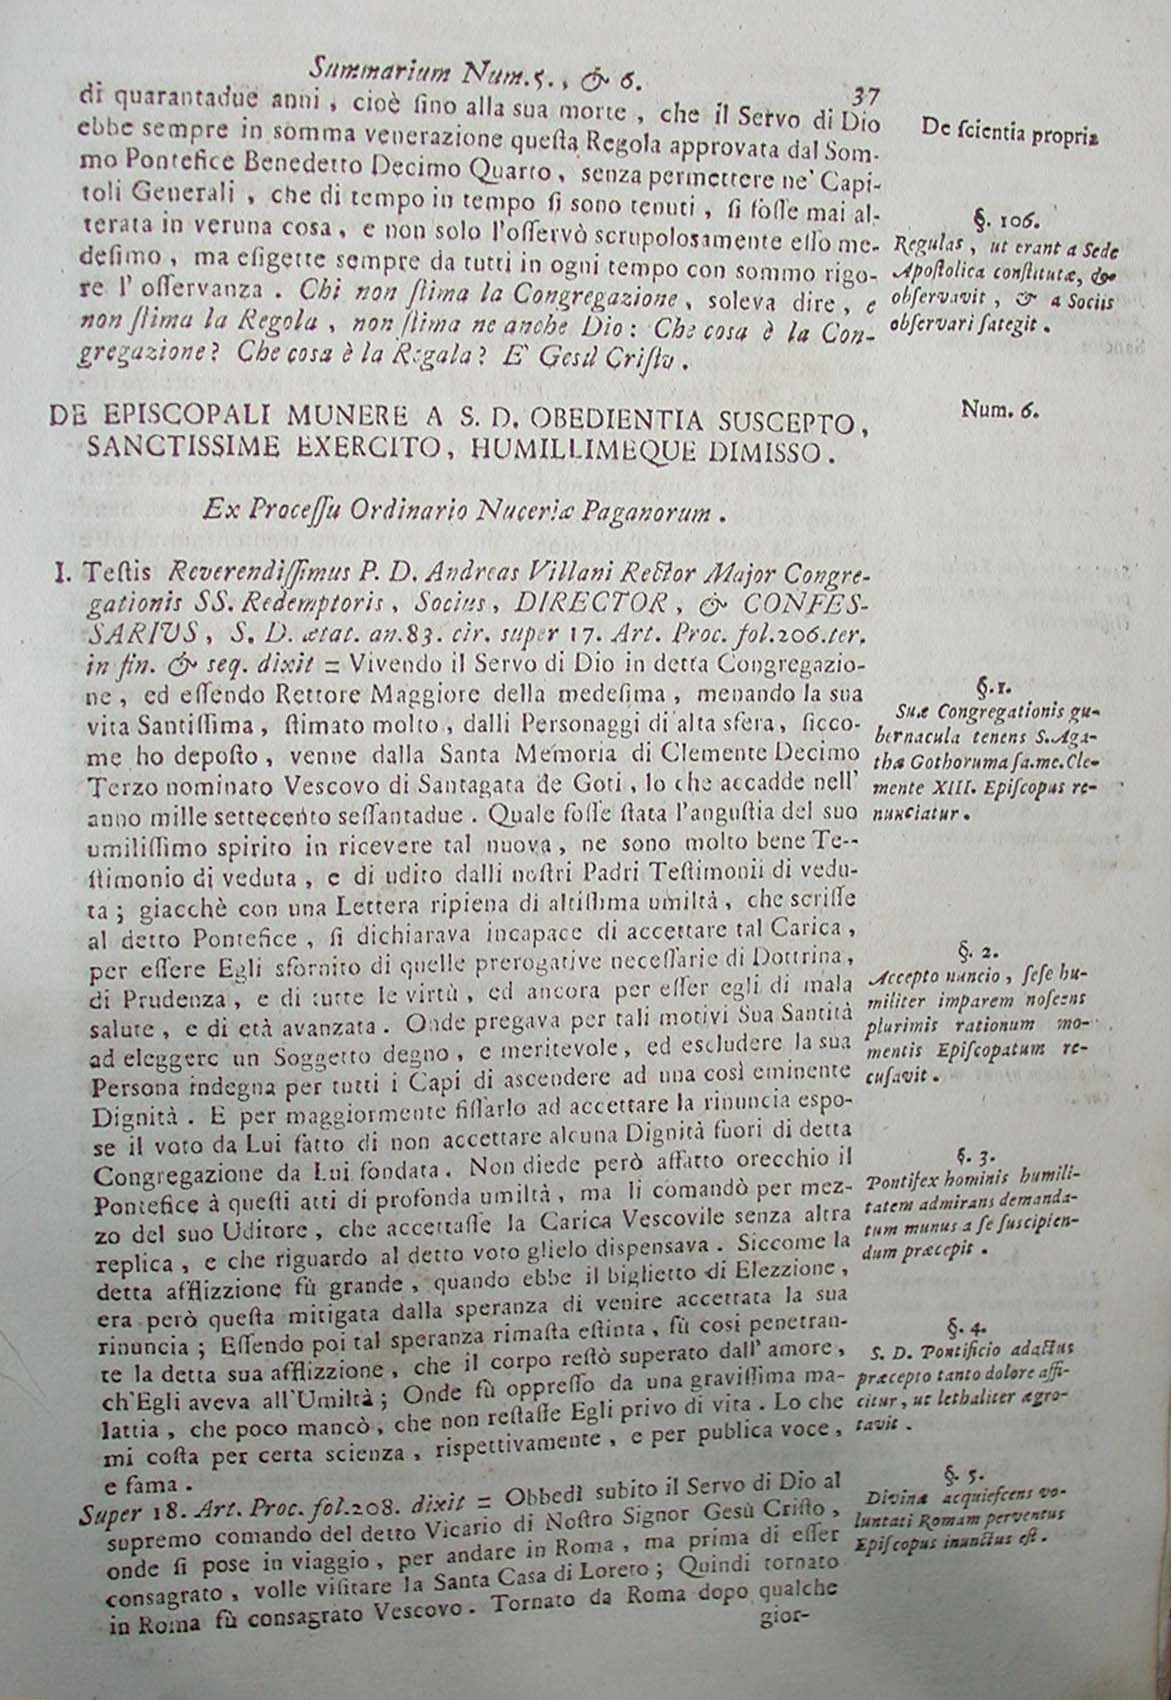 Summarium Num.5., & 6.
37
di quarantadue anni, cioè ſino alla sua morte, che il Servo di Dio
ebbe sempre in somma venerazione queſta Regola approvata dal Som-
mo Pontefice Benedetto Decimo Quarto, senza permettere ne' Capi-
toli Generali, che di tempo in tempo ſi sono tenuti, ſi foſſe mai al-
terata in veruna cosa, e non solo l'oſſervò scrupolosamente eſſo me-
deſimo, ma eſigette sempre da tutti in ogni tempo con sommo rigo-
re l' oſſervanza. Chi non ſtima la Congregazione, soleva dire, e
non ſtima la Regola, non ſtima ne anche Dio: Che cosa è la Con-
gregazione? Che cosa è la Regala? E' Gesù Criſto.
De ſcientia propria
§. 106.
Regulas, ut erant a Sede
Apoſtolica conſtitutæ,
obſervavit, & a Sociis
obſervari ſategit.
DE EPISCOPALI MUNERE A S. D. OBEDIENTIA SUSCEPTO,
SANCTISSIME EXERCITO, HUMILLIMEQUE DIMISSO.
Num. 6.
Ex Proceſſu Ordinario Nuceriæ Paganorum.
I. Teſtis Reverendiſſimus P. D. Andreas Villani Rector Major Congre-
gationis SS. Redemptoris, Socius, DIRECTOR, & CONFES-
SARIUS, S. D. ætat. an.83. cir. super 17. Art. Proc. fol.206.ter.
in fin. & seq. dixit = Vivendo il Servo di Dio in detta Congregazio-
ne, ed eſſendo Rettore Maggiore della medeſima, menando la sua
vita Santiſſima, ſtimato molto, dalli Personaggi di alta sfera, ſicco-
me ho depoſto, venne dalla Santa Memoria di Clemente Decimo
Terzo nominato Vescovo di Santagata de Goti, lo che accadde nell'
anno mille settecento seſſantadue. Quale foſſe ſtata l'anguſtia del suo
umiliſſimo spirito in ricevere tal nuova, ne sono molto bene Te--
ſtimonio di veduta, e di udito dalli noſtri Padri Teſtimonii di vedu-
ta; giacchè con una Lettera ripiena di altiſſima umiltà, che scriſſe
al detto Pontefice, ſi dichiarava incapace di accettare tal Carica,
per eſſere Egli sfornito di quelle prerogative neceſſarie di Dottrina,
di Prudenza, e di tutte le virtù, ed ancora per eſſer egli di mala
salute, e di età avanzata. Onde pregava per tali motivi Sua Santità
ad eleggere un Soggetto degno, e meritevole, ed escludere la sua
Persona indegna per tutti i Capi di ascendere ad una così eminente
Dignità. E per maggiormente fiſſarlo ad accettare la rinuncia espo-
se il voto da Lui fatto di non accettare alcuna Dignità fuori di detta
Congregazione da Lui fondata. Non diede però affatto orecchio il
Pontefice à queſti atti di profonda umiltà, ma li comandò per mez-
zo del suo Uditore, che accettaſſe la Carica Vescovile senza altra
replica, e che riguardo al detto voto glielo dispensava. Siccome la
detta afflizzione fù grande, quando ebbe il biglietto di Elezzione,
era però queſta mitigata dalla speranza di venire accettata la sua
rinuncia; Eſſendo poi tal speranza rimaſta eſtinta, fù così penetran-
te la detta sua afflizzione, che il corpo reſtò superato dall' amore,
ch'Egli aveva all'Umiltà; Onde fù oppreſſo da una graviſſima ma-
lattia, che poco mancò, che non reſtaſſe Egli privo di vita. Lo che
mi coſta per certa scienza, rispettivamente, e per publica voce,
e fama.
§.1.
Suæ Congregationis gu-
bernacula tenens S.Aga-
thæ Gothoruma ſa.me.Cle-
mente XIII. Epiſcopus re-
nunciatur.
§. 2.
Accepto nuncio, ſeſe hu-
militer imparem noſcens
plurimis rationum mo-
mentis Epiſcopatum re-
cuſavit.
§. 3.
Pontifex hominis humili-
tatem admirans demanda-
tum munus a ſe ſuscipien-
dum præcepit.
§. 4.
S. D. Pontificio adactus
præcepto tanto dolore affi-
citur, ut lethaliter ægro-
tavit.
Super 18. Art. Proc. fol.208. dixit = Obbedì subito il Servo di Dio al
supremo comando del detto Vicario di Noſtro Signor Gesù Criſto,
onde ſi pose in viaggio, per andare in Roma, ma prima di eſſer
consagrato, volle viſitare la Santa Casa di Loreto; Quindi tornato
in Roma fù consagrato Vescovo. Tornato da Roma dopo qualche
gior-
§. 5.
Divinæ acquieſcens vo-
luntati Romam perventus
Epiſcopus inunctus eſt.